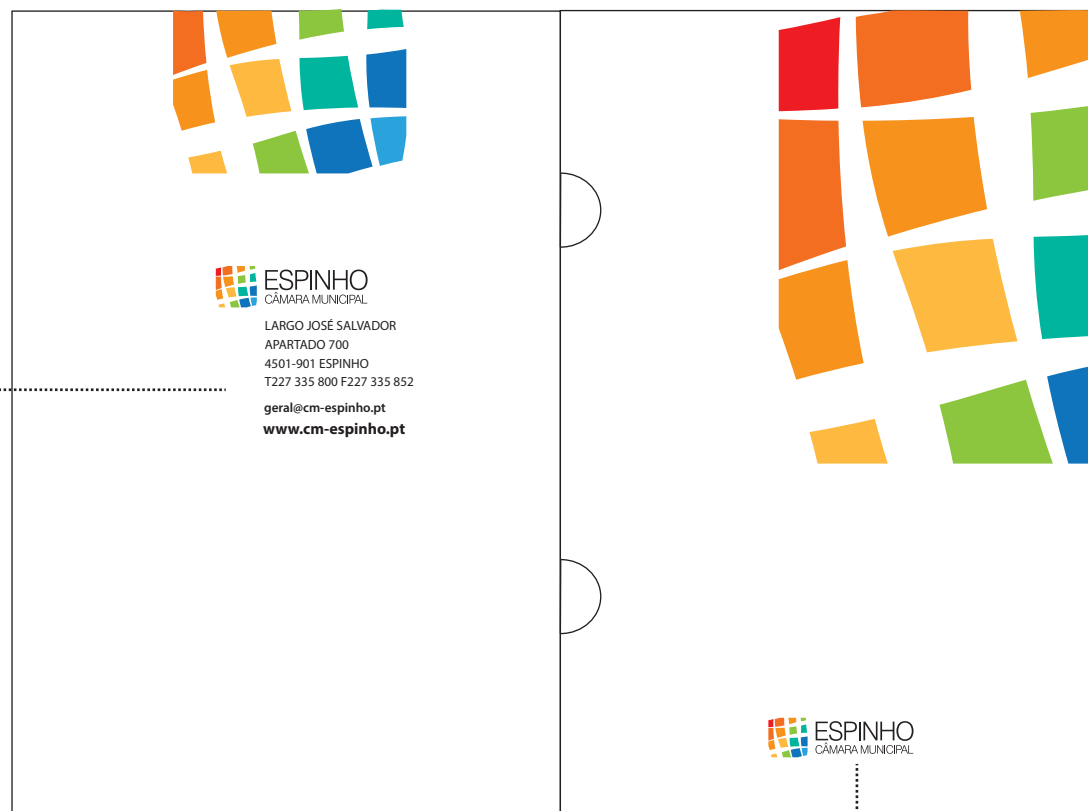 ESPINHO
CÂMARA MUNICIPAL
LARGO JOSÉ SALVADOR
APARTADO 700
4501-901 ESPINHO
T227 335 800 F227 335 852
geral@cm-espinho.pt
www.cm-espinho.pt
ESPINHO
CÂMARA MUNICIPAL